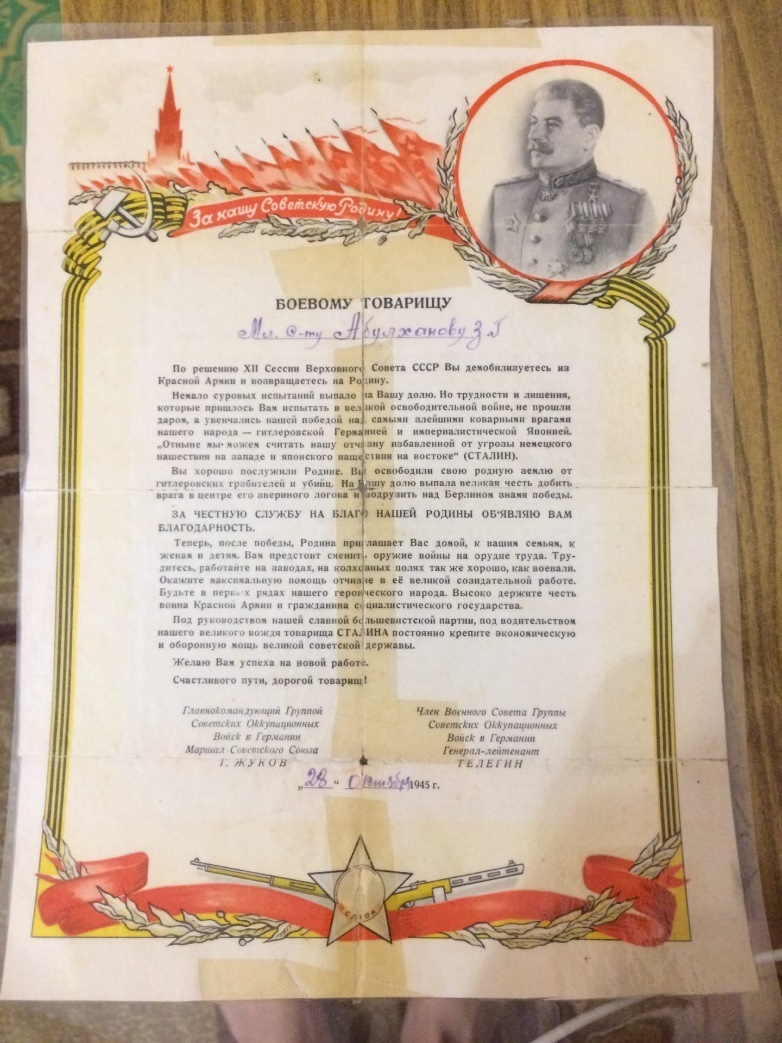 За нашу Советскую Родину!
БОЕВОМУ ТОВАРИЩУ
Мл. с-ту Абулханову З.Г
По решению XII Сессии Верховного Совета СССР Вы демобилизуетесь из
Красной Армии и возвращаетесь на Родину.
Немало суровых испытаний выпало на Вашу долю. Но трудности и лишения,
которые пришлось Вам испытать в великой освободительной войне, не прошли
даром, а увенчались нашей победой над самыми злейшими коварными врагами
нашего народа — гитлеровской Германией и империалистической Японией.
„Отныне мы можем считать нашу отчизну избавленной от угрозы немецкого
нашествия на западе и японского нашествия на востоке“ (СТАЛИН).
Вы хорошо послужили Родине. Вы освободили свою родную землю от
гитлеровских грабителей и убийц. На Вашу долю выпала великая честь добить
врага в центре его звериного логова и водрузить над Берлином знамя победы.
ЗА ЧЕСТНУЮ СЛУЖБУ НА БЛАГО НАШЕЙ РОДИНЫ ОБ'ЯВЛЯЮ ВАМ
БЛАГОДАРНОСТЬ.
Теперь, после победы, Родина приглашает Вас домой, к вашим семьям, к
женам и детям. Вам предстоит сменить оружие войны на орудие труда. Тру-
дитесь, работайте на заводах, на колхозных полях так же хорошо, как воевали.
Окажите максимальную помощь отчизне в её великой созидательной работе.
Будьте в первых рядах нашего героического народа. Высоко держите честь
воина Красной Армии и гражданина социалистического государства.
Под руководством нашей славной большевистской партии, под водительством
нашего великого вождя товарища СТАЛИНА постоянно крепите экономическую
и оборонную мощь великой советской державы.
Желаю Вам успеха на новой работе.
Счастливого пути, дорогой товарищ!
Главнокомандующий Группой
Советских Оккупационных
Войск в Германии
Маршал Советского Союза
Г. ЖУКОВ
Член Военного Совета Группы
Советских Оккупационных
Войск в Германии
Генерал-лейтенант
ТЕЛЕГИН
„28“ Октября 1945 г.